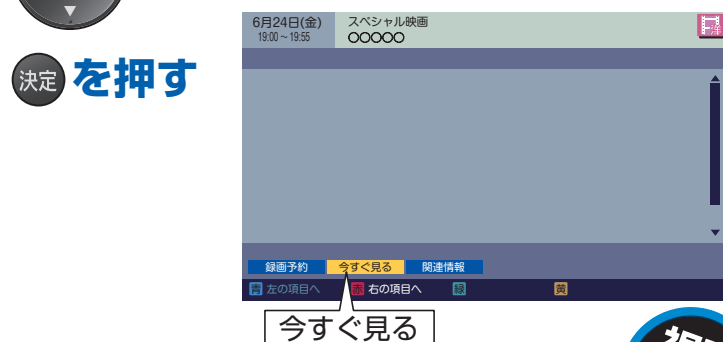 決定 を押す
6月24日(金)
19:00～19:55
スペシャル映画
○○○○○
洋
録画予約 今すぐ見る 関連情報
青 左の項目へ 赤 右の項目へ 緑 黄
今すぐ見る